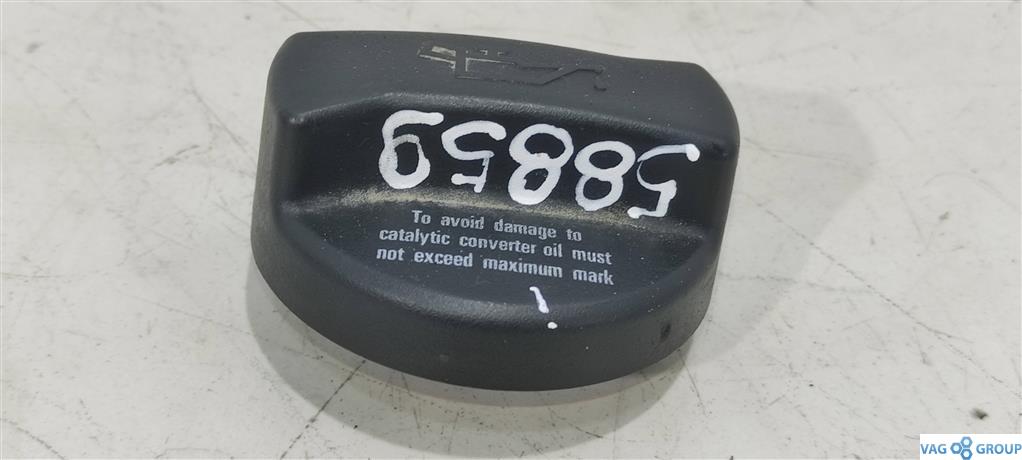 58859
To avoid damage to
catalytic converter oil must
not exceed maximum mark
VAG GROUP